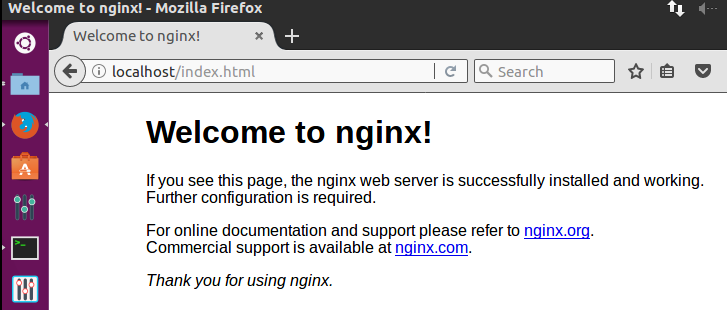 Welcome to nginx! - Mozilla Firefox
Welcome to nginx!
localhost/index.html
Search
Welcome to nginx!
If you see this page, the nginx web server is successfully installed and working.
Further configuration is required.
For online documentation and support please refer to nginx.org.
Commercial support is available at nginx.com.
Thank you for using nginx.